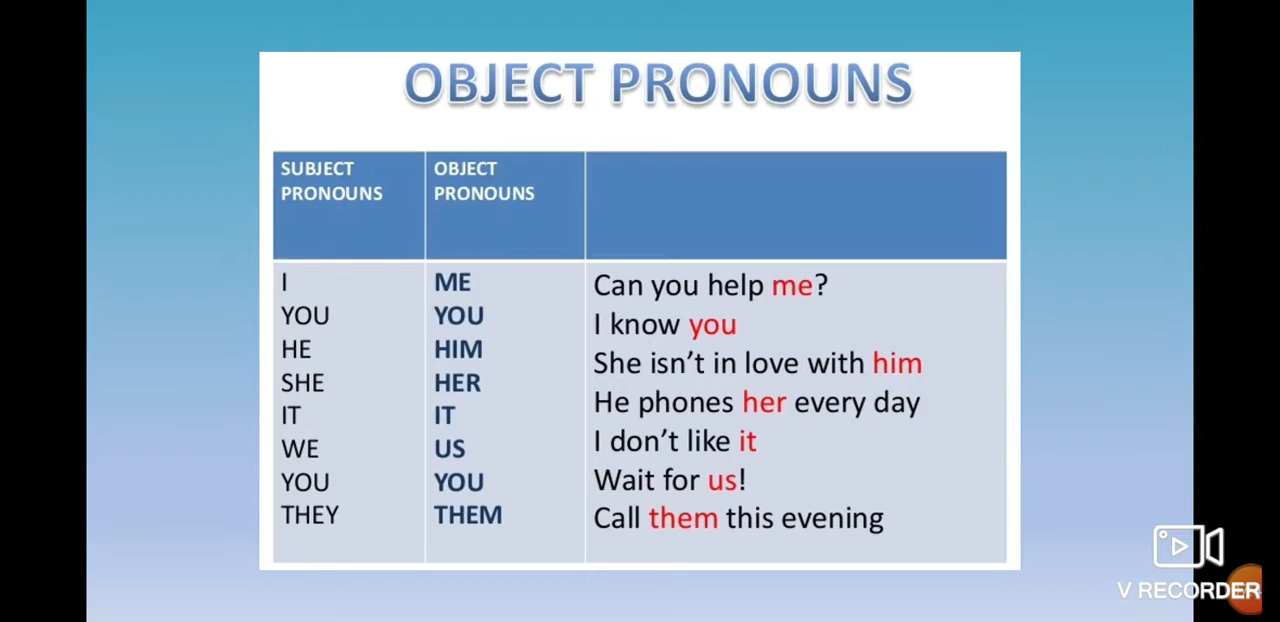 OBJECT PRONOUNS
SUBJECT PRONOUNS
OBJECT PRONOUNS
I ME Can you help me?
YOU YOU I know you
HE HIM She isn’t in love with him
SHE HER He phones her every day
IT IT I don’t like it
WE US Wait for us!
YOU YOU
THEY THEM Call them this evening
V RECORDER